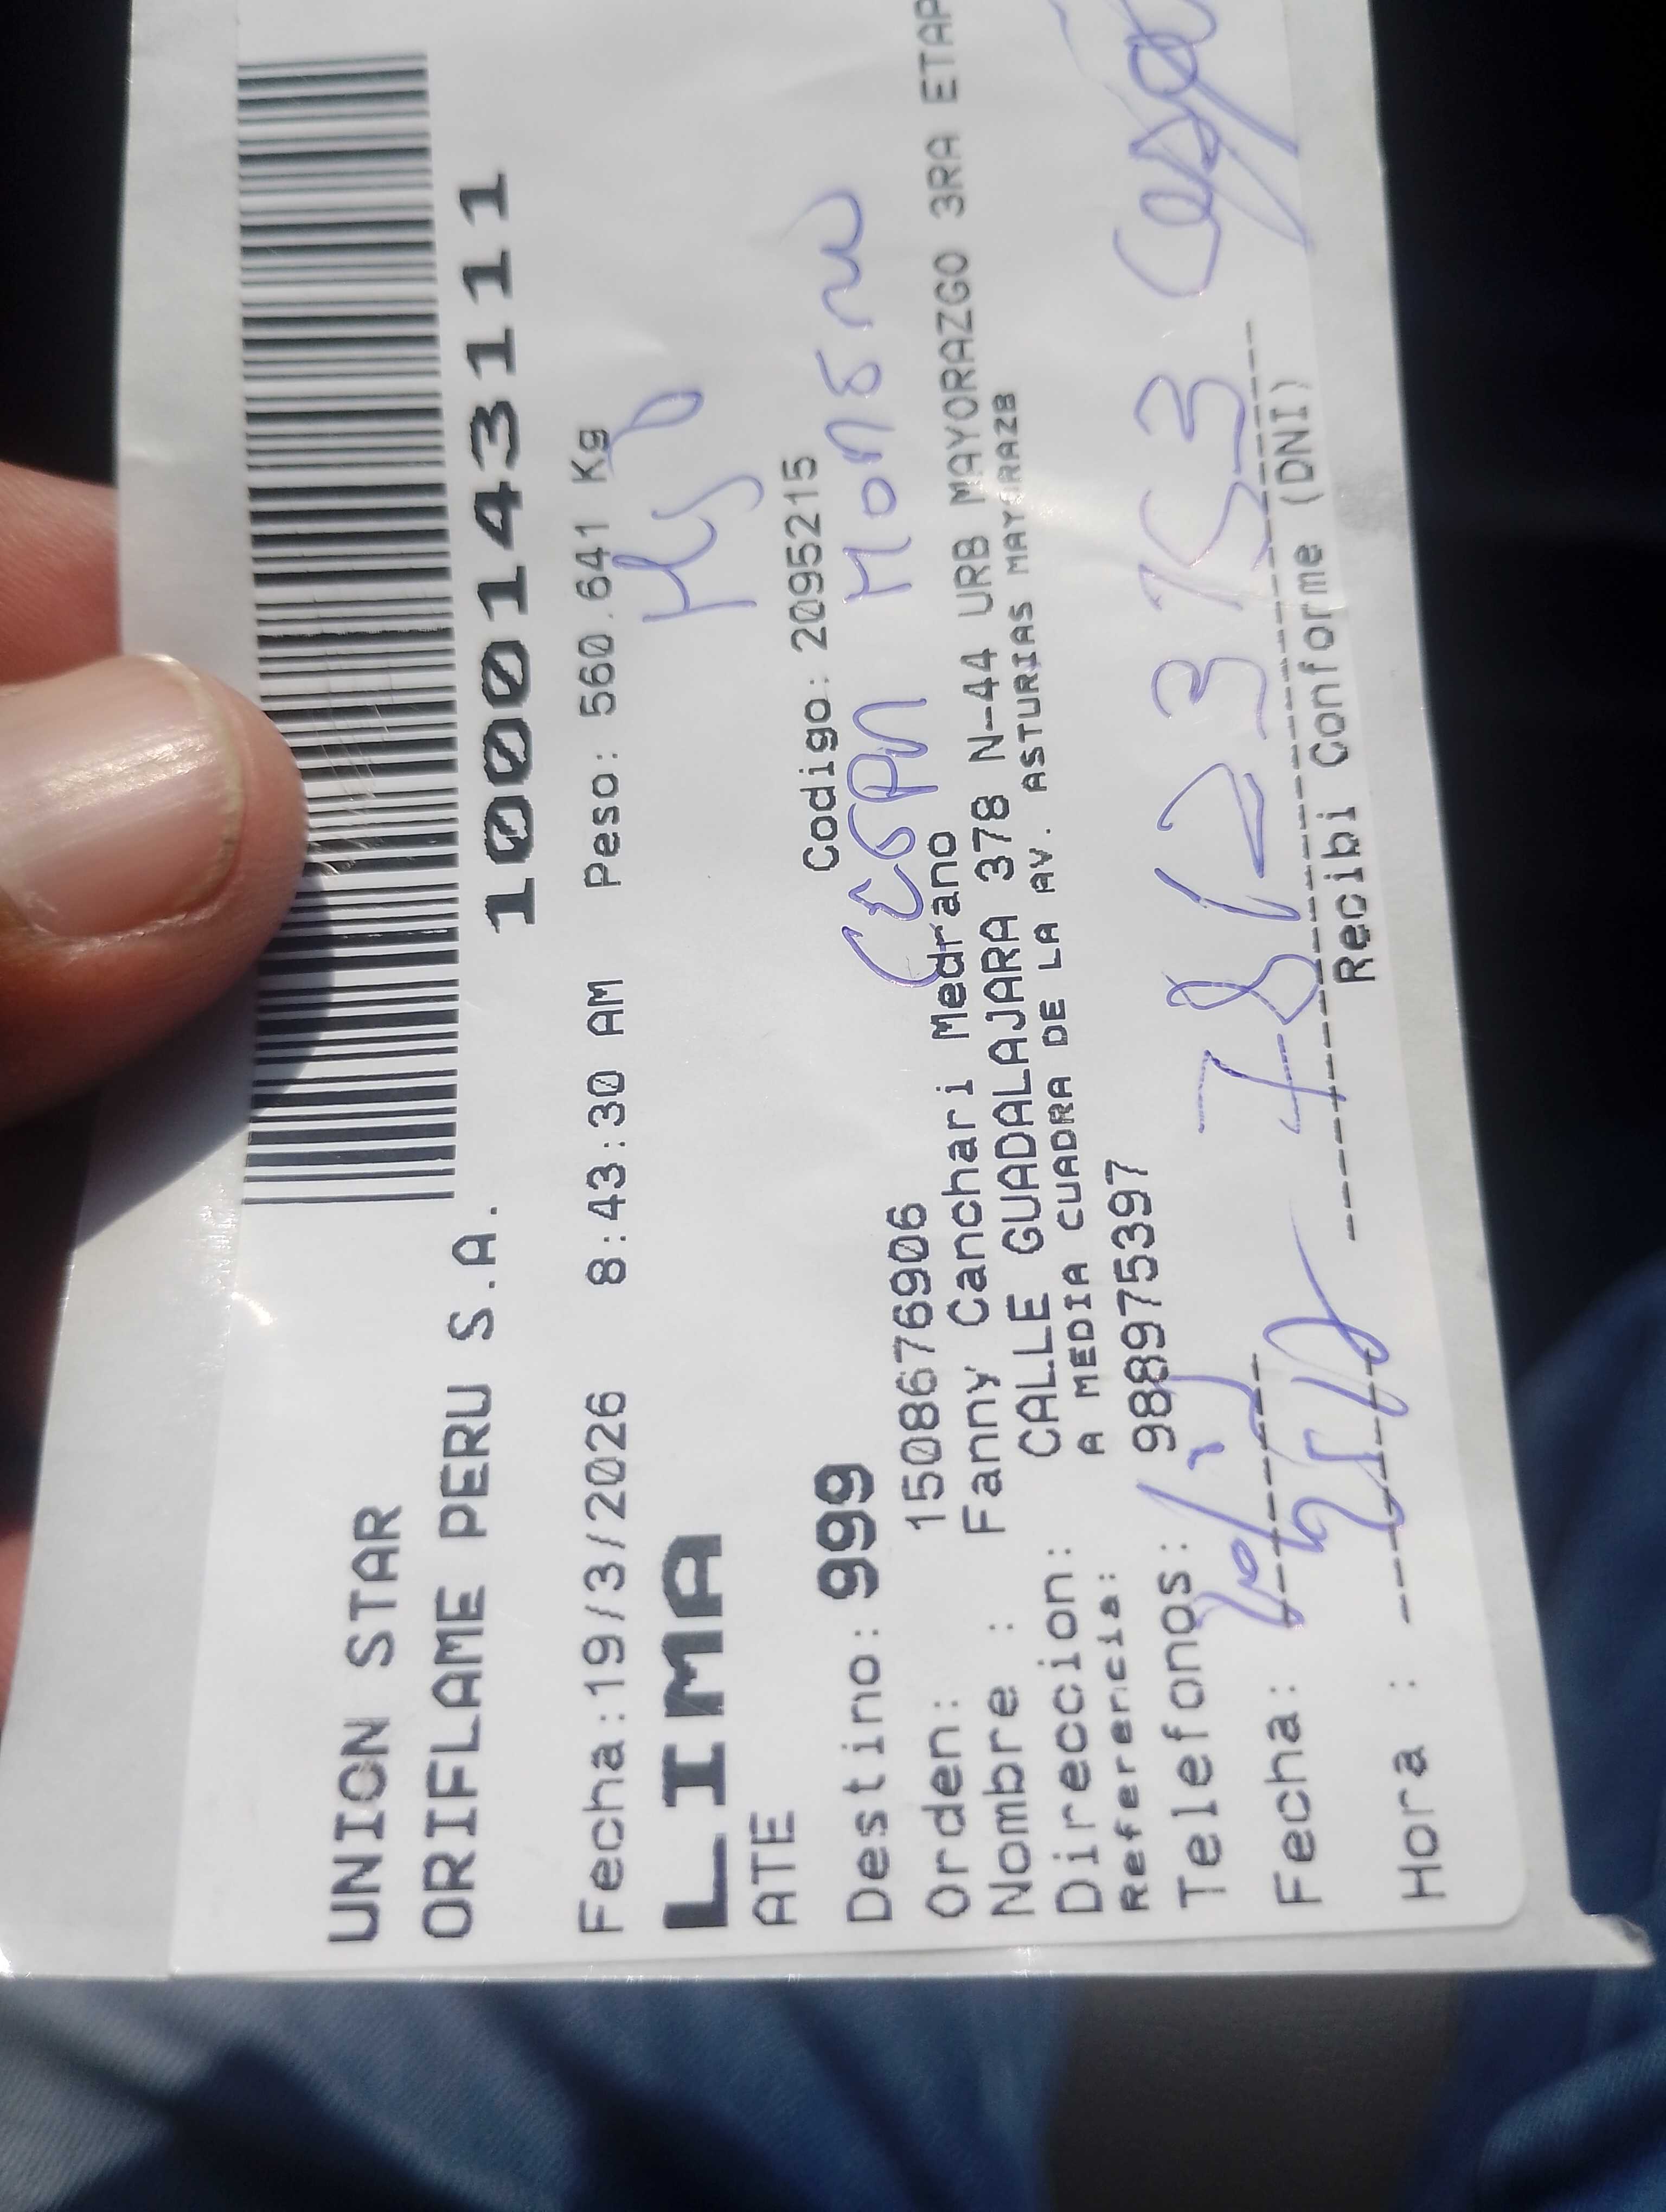 UNION STAR
ORIFLAME PERU S.A.
1000143111
Fecha:19/3/2026 8:43:30 AM Peso: 560.641 Kg
LIMA
ATE
Destino: 999 Codigo: 2095215
Orden: 1508676906
Nombre : Fanny Canchari Medrano
Direccion: CALLE GUADALAJARA 378 N-44 URB MAYORAZGO 3RA ETAP
Referencia: A MEDIA CUADRA DE LA AV. ASTURIAS
Telefonos: 988975397
Fecha:
Hora :
Recibi Conforme (DNI)